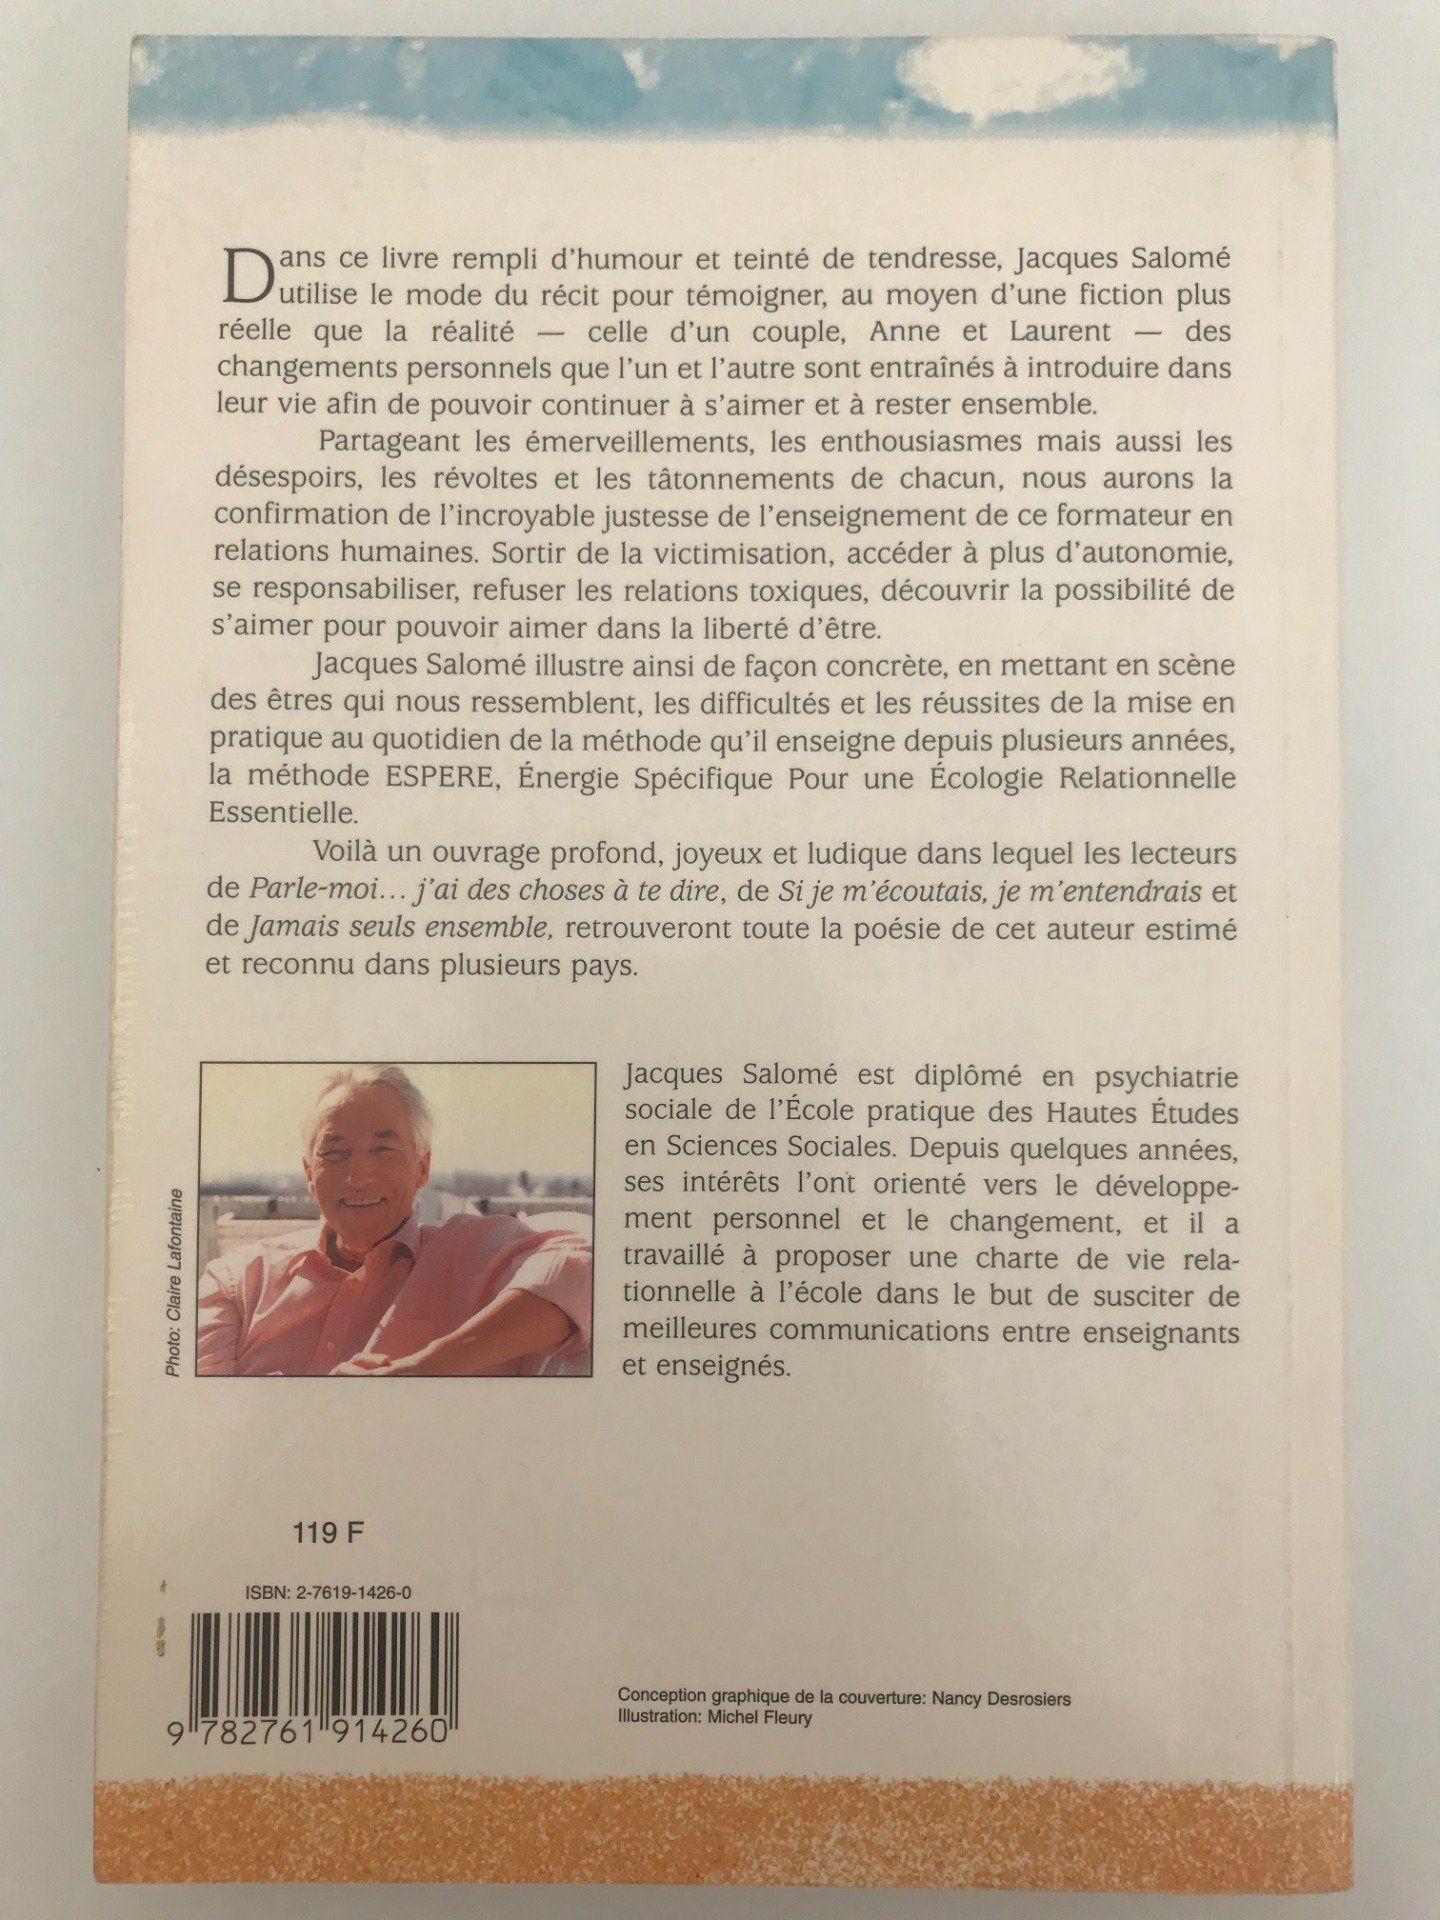 Dans ce livre rempli d’humour et teinté de tendresse, Jacques Salomé
utilise le mode du récit pour témoigner, au moyen d’une fiction plus
réelle que la réalité — celle d’un couple, Anne et Laurent — des
changements personnels que l’un et l’autre sont entraînés à introduire dans
leur vie afin de pouvoir continuer à s’aimer et à rester ensemble.
Partageant les émerveillements, les enthousiasmes mais aussi les
désespoirs, les révoltes et les tâtonnements de chacun, nous aurons la
confirmation de l’incroyable justesse de l’enseignement de ce formateur en
relations humaines. Sortir de la victimisation, accéder à plus d’autonomie,
se responsabiliser, refuser les relations toxiques, découvrir la possibilité de
s’aimer pour pouvoir aimer dans la liberté d’être.
Jacques Salomé illustre ainsi de façon concrète, en mettant en scène
des êtres qui nous ressemblent, les difficultés et les réussites de la mise en
pratique au quotidien de la méthode qu’il enseigne depuis plusieurs années,
la méthode ESPERE, Énergie Spécifique Pour une Écologie Relationnelle
Essentielle.
Voilà un ouvrage profond, joyeux et ludique dans lequel les lecteurs
de Parle-moi… j’ai des choses à te dire, de Si je m’écoutais, je m’entendrais et
de Jamais seuls ensemble, retrouveront toute la poésie de cet auteur estimé
et reconnu dans plusieurs pays.
Photo: Claire Lafontaine
Jacques Salomé est diplômé en psychiatrie
sociale de l’École pratique des Hautes Études
en Sciences Sociales. Depuis quelques années,
ses intérêts l’ont orienté vers le développe-
ment personnel et le changement, et il a
travaillé à proposer une charte de vie rela-
tionnelle à l’école dans le but de susciter de
meilleures communications entre enseignants
et enseignés.
119 F
ISBN: 2-7619-1426-0
9 782761 914260
Conception graphique de la couverture: Nancy Desrosiers
Illustration: Michel Fleury